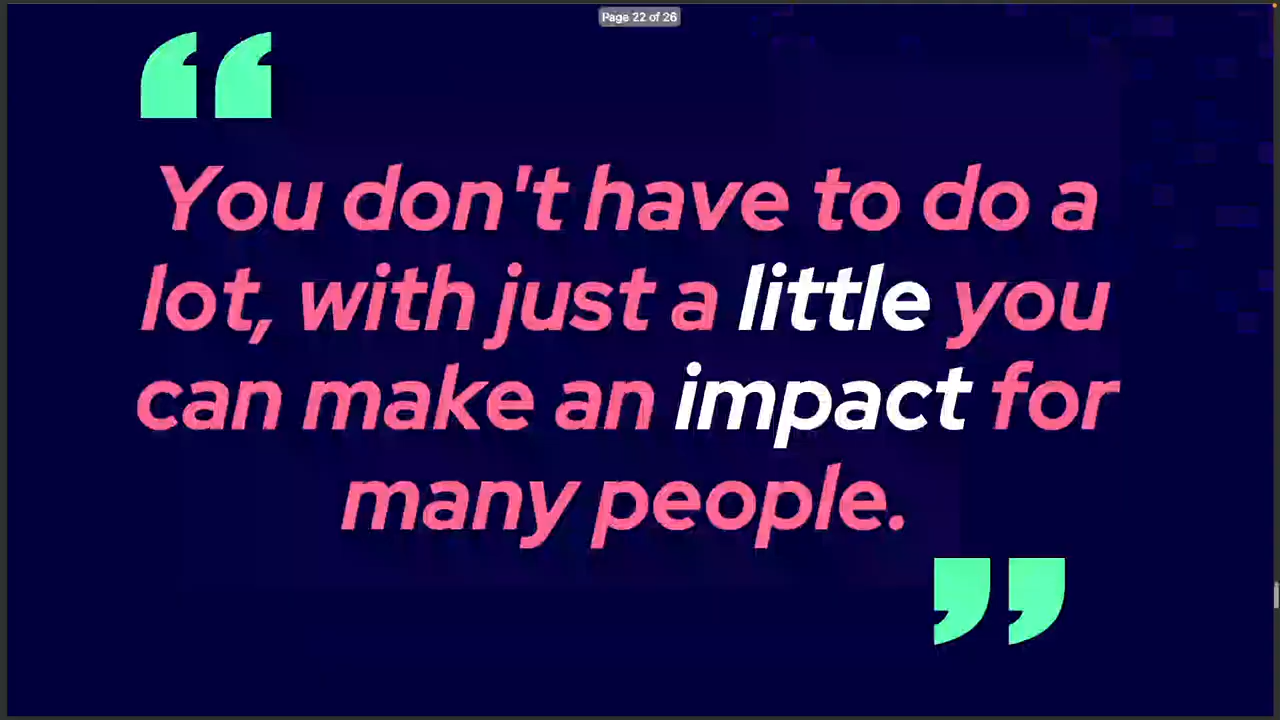 Page 22 of 26
“
You don't have to do a
lot, with just a little you
can make an impact for
many people.
”